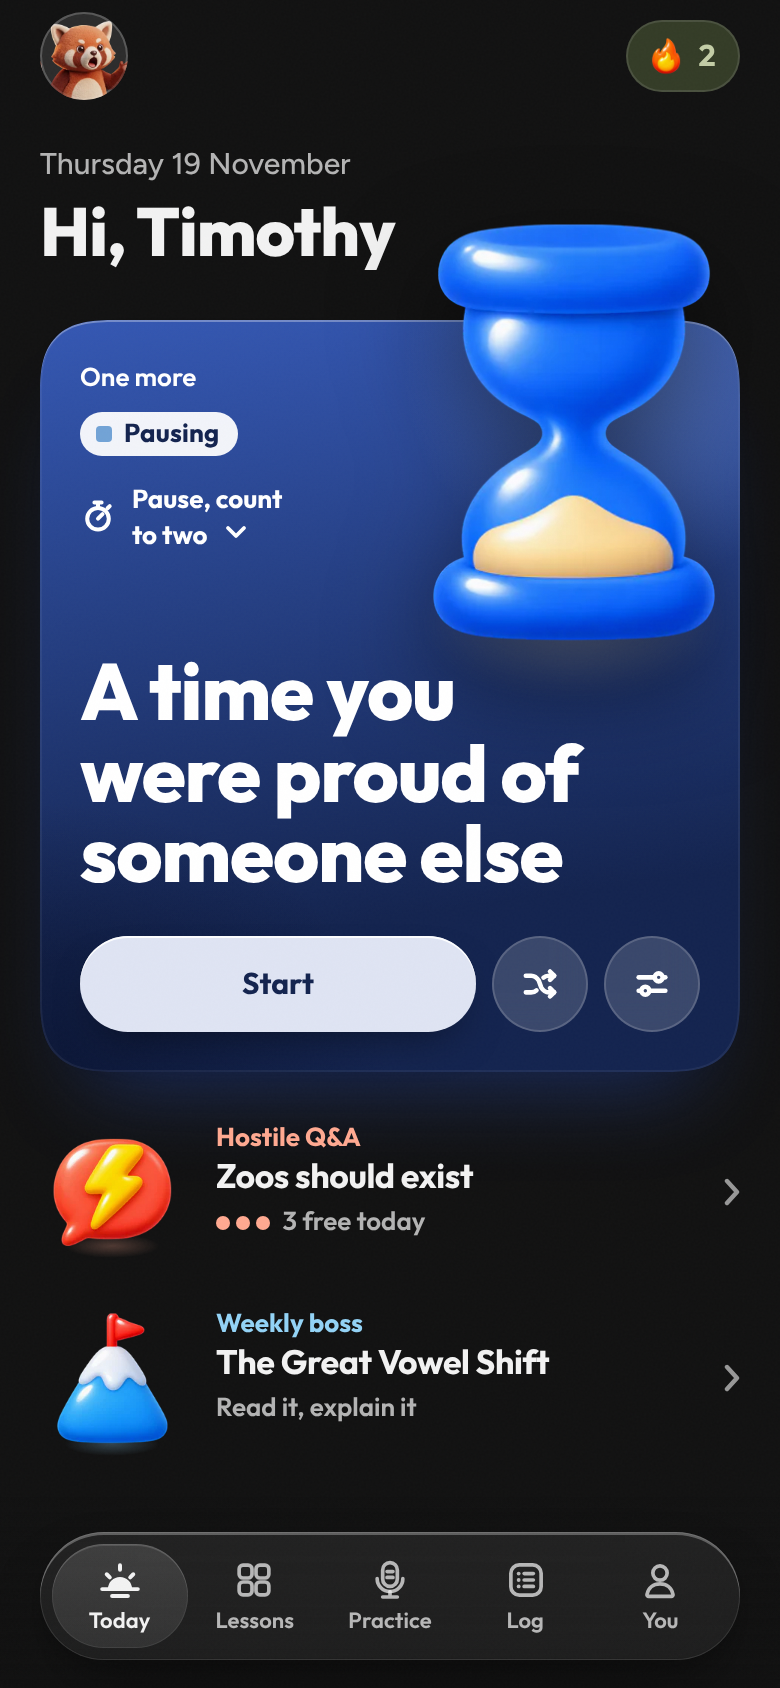 2
Thursday 19 November
Hi, Timothy
One more
Pausing
Pause, count
to two
A time you
were proud of
someone else
Start
Hostile Q&A
Zoos should exist
3 free today
Weekly boss
The Great Vowel Shift
Read it, explain it
Today
Lessons
Practice
Log
You